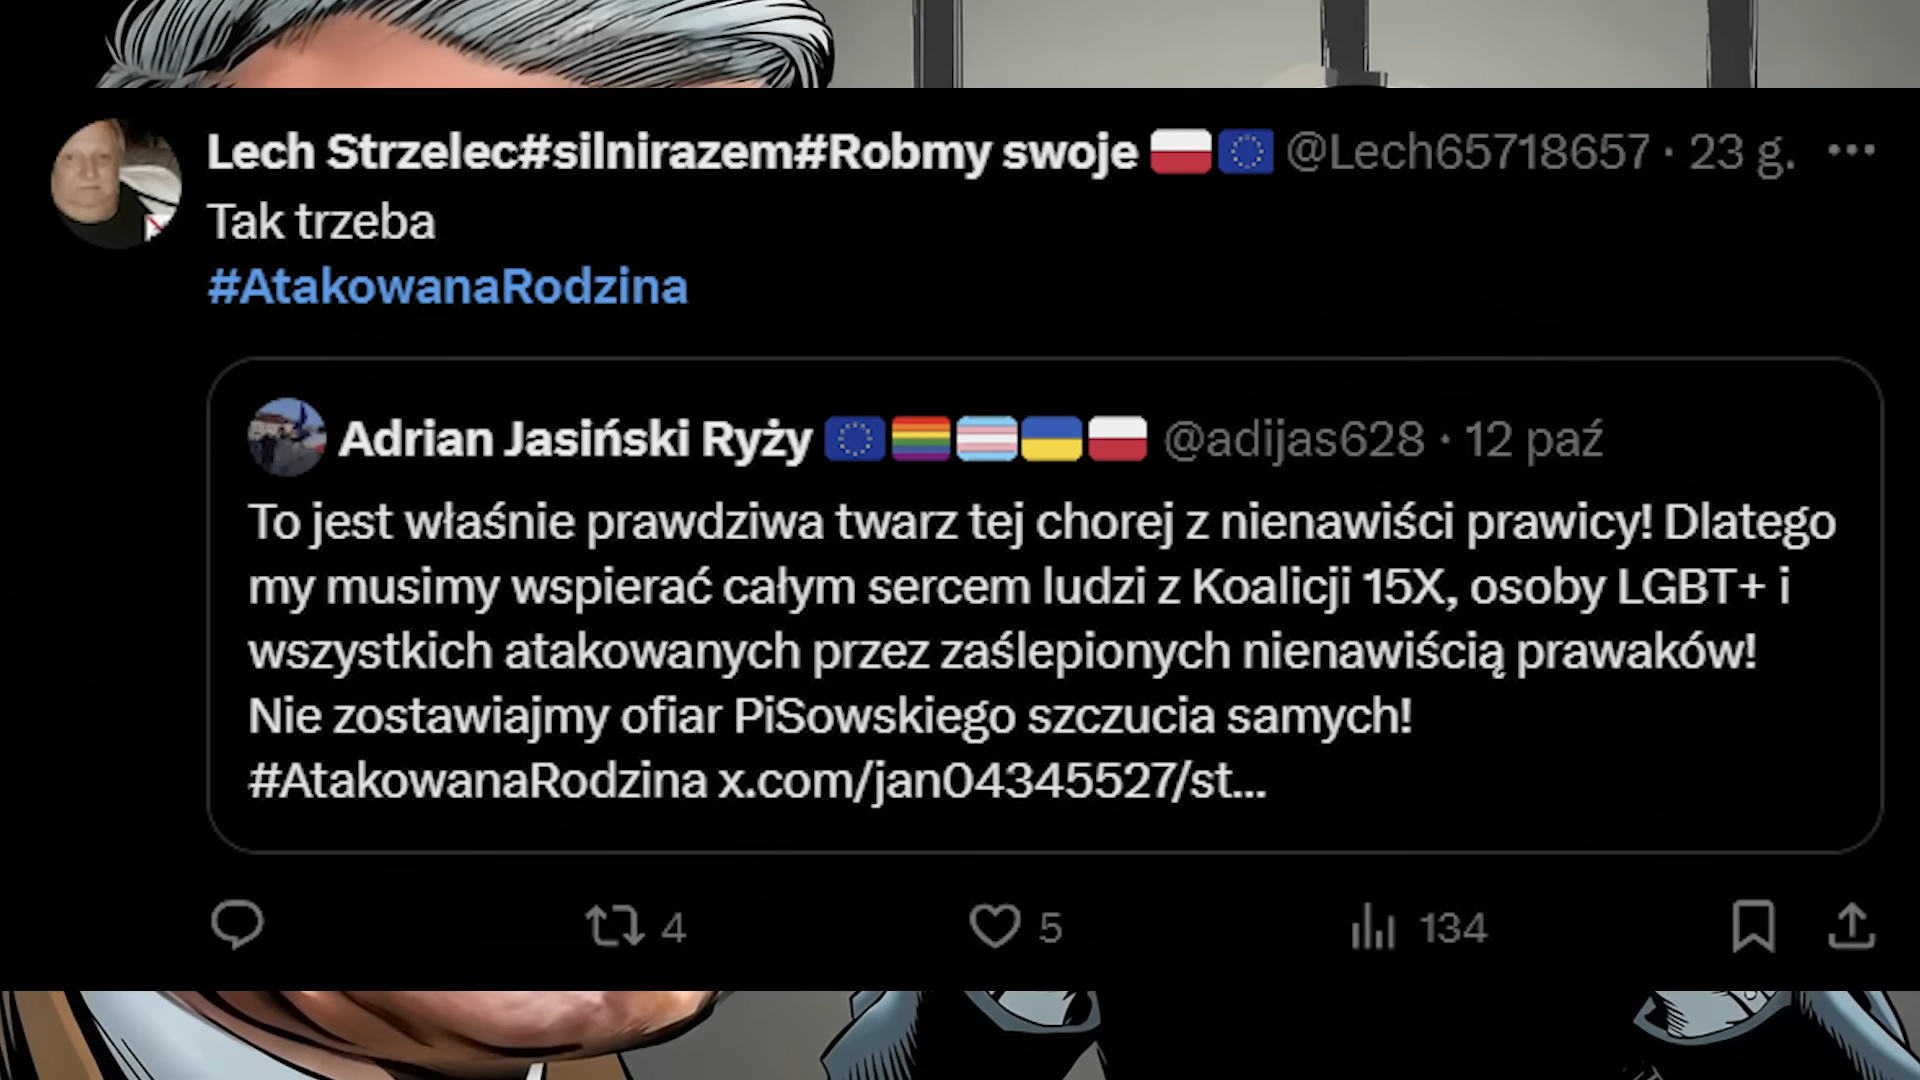 Lech Strzelec#silnirazem#Robmy swoje 🇵🇱🇪🇺 @Lech65718657 · 23 g.
Tak trzeba
#AtakowanaRodzina
Adrian Jasiński Ryży 🇪🇺🏳️‍🌈🏳️‍⚧️🇺🇦🇵🇱 @adijas628 · 12 paź
To jest właśnie prawdziwa twarz tej chorej z nienawiści prawicy! Dlatego
my musimy wspierać całym sercem ludzi z Koalicji 15X, osoby LGBT+ i
wszystkich atakowanych przez zaślepionych nienawiścią prawaków!
Nie zostawiajmy ofiar PiSowskiego szczucia samych!
#AtakowanaRodzina x.com/jan04345527/st...
4 5 134